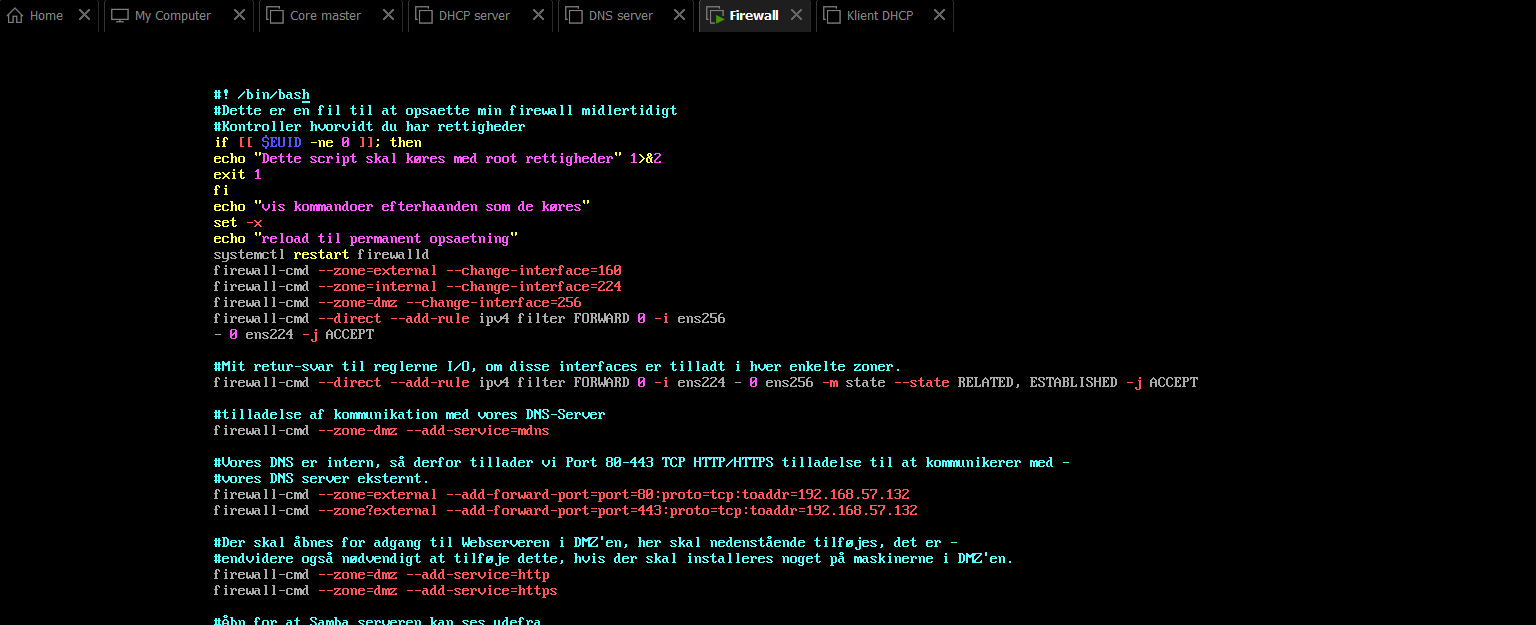 Home
My Computer
Core master
DHCP server
DNS server
Firewall
Klient DHCP
#! /bin/bash
#Dette er en fil til at opsaette min firewall midlertidigt
#Kontroller hvorvidt du har rettigheder
if [[ $EUID -ne 0 ]]; then
echo "Dette script skal køres med root rettigheder" 1>&2
exit 1
fi
echo "vis kommandoer efterhaanden som de køres"
set -x
echo "reload til permanent opsaetning"
systemctl restart firewalld
firewall-cmd --zone=external --change-interface=160
firewall-cmd --zone=internal --change-interface=224
firewall-cmd --zone=dmz --change-interface=256
firewall-cmd --direct --add-rule ipv4 filter FORWARD 0 -i ens256
- 0 ens224 -j ACCEPT
#Mit retur-svar til reglerne I/O, om disse interfaces er tilladt i hver enkelte zoner.
firewall-cmd --direct --add-rule ipv4 filter FORWARD 0 -i ens224 - 0 ens256 -m state --state RELATED, ESTABLISHED -j ACCEPT
#tilladelse af kommunikation med vores DNS-Server
firewall-cmd --zone-dmz --add-service=mdns
#Vores DNS er intern, så derfor tillader vi Port 80-443 TCP HTTP/HTTPS tilladelse til at kommunikerer med -
#vores DNS server eksternt.
firewall-cmd --zone=external --add-forward-port=port=80:proto=tcp:toaddr=192.168.57.132
firewall-cmd --zone?external --add-forward-port=port=443:proto=tcp:toaddr=192.168.57.132
#Der skal åbnes for adgang til Webserveren i DMZ'en, her skal nedenstående tilføjes, det er -
#endvidere også nødvendigt at tilføje dette, hvis der skal installeres noget på maskinerne i DMZ'en.
firewall-cmd --zone=dmz --add-service=http
firewall-cmd --zone=dmz --add-service=https
#Åbn for at Samba serveren kan ses udefra